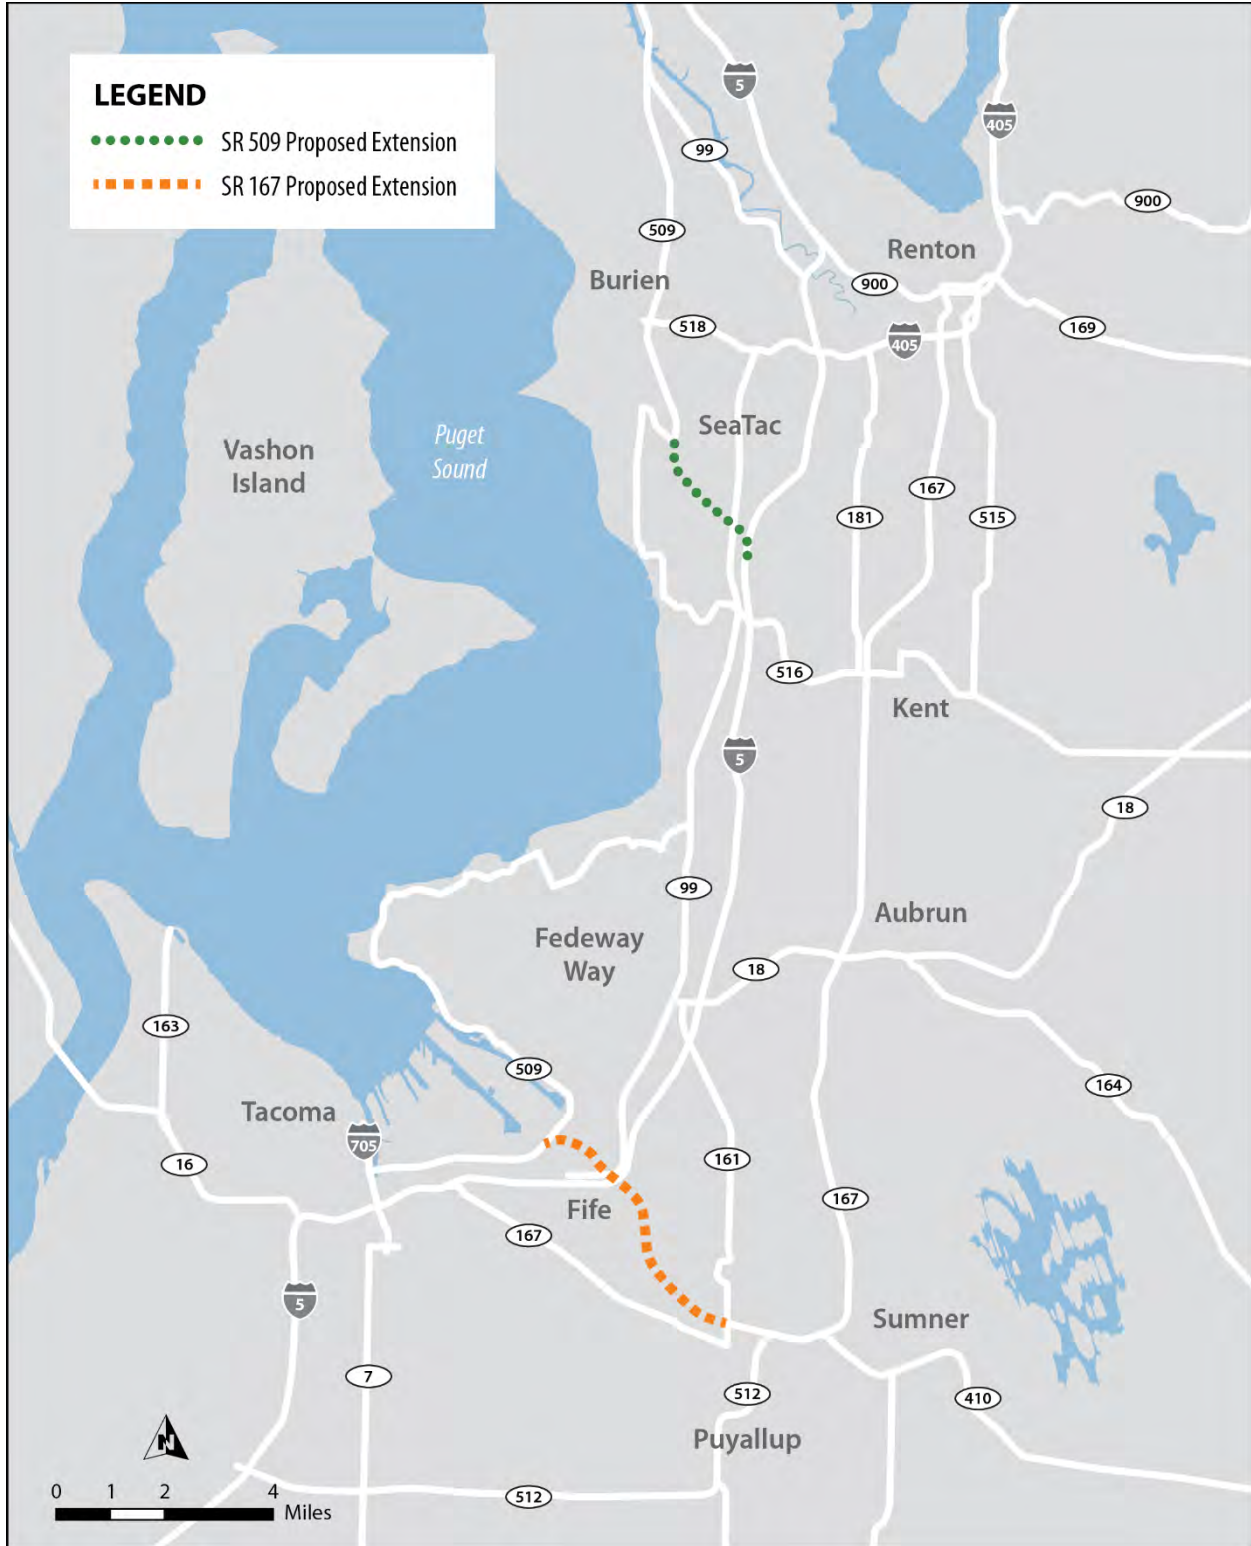 LEGEND
SR 509 Proposed Extension
SR 167 Proposed Extension
5
405
99
900
509
Renton
Burien
900
518
169
405
SeaTac
Puget
Sound
Vashon
Island
167
181
515
516
Kent
5
18
99
Aubrun
Fedeway
Way
18
163
509
164
Tacoma
705
161
16
167
Fife
167
5
Sumner
7
512
410
Puyallup
N
0 1 2 4
Miles
512